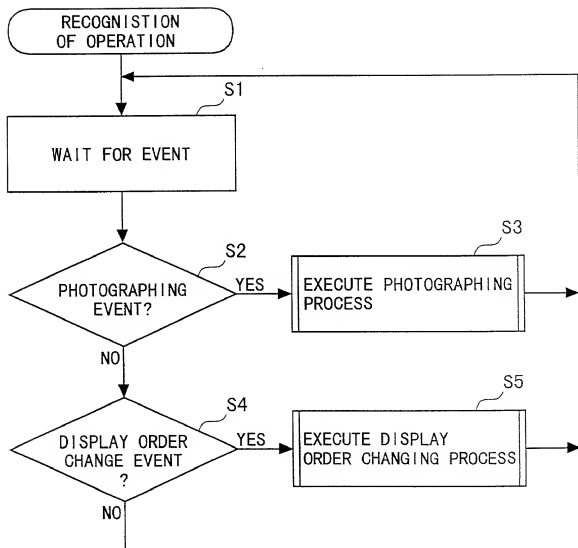 RECOGNISTION
OF OPERATION
S1
WAIT FOR EVENT
S2
PHOTOGRAPHING
EVENT?
YES
S3
EXECUTE PHOTOGRAPHING
PROCESS
NO
S4
DISPLAY ORDER
CHANGE EVENT
?
YES
S5
EXECUTE DISPLAY
ORDER CHANGING PROCESS
NO